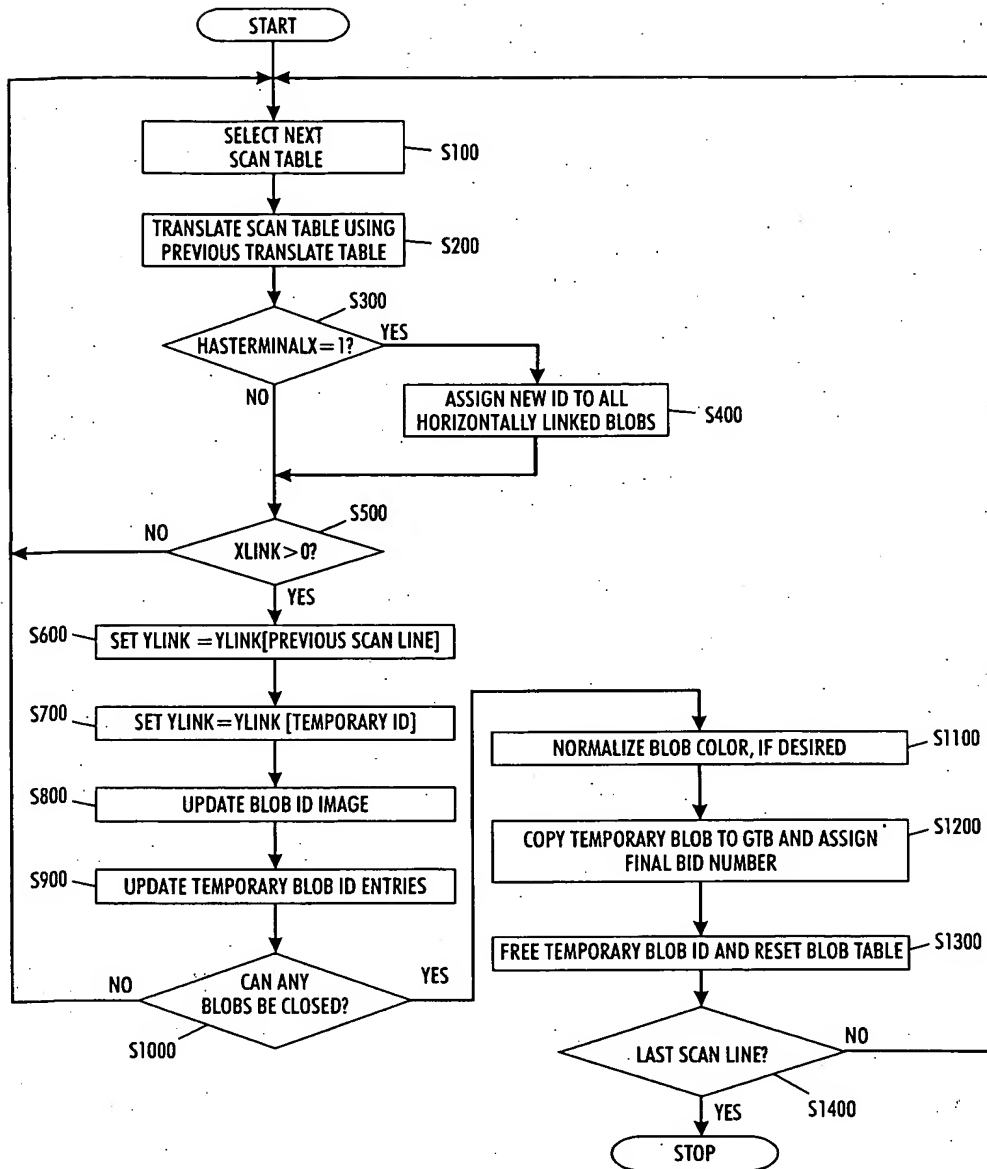 START
SELECT NEXT
SCAN TABLE
S100
TRANSLATE SCAN TABLE USING
PREVIOUS TRANSLATE TABLE
S200
S300
HASTERMINALX=1?
YES
NO
ASSIGN NEW ID TO ALL
HORIZONTALLY LINKED BLOBS
S400
S500
NO
XLINK>0?
YES
S600
SET YLINK=YLINK[PREVIOUS SCAN LINE]
S700
SET YLINK=YLINK [TEMPORARY ID]
S800
UPDATE BLOB ID IMAGE
S900
UPDATE TEMPORARY BLOB ID ENTRIES
NO
CAN ANY
BLOBS BE CLOSED?
YES
S1000
NORMALIZE BLOB COLOR, IF DESIRED
S1100
COPY TEMPORARY BLOB TO GTB AND ASSIGN
FINAL BID NUMBER
S1200
FREE TEMPORARY BLOB ID AND RESET BLOB TABLE
S1300
LAST SCAN LINE?
NO
S1400
YES
STOP